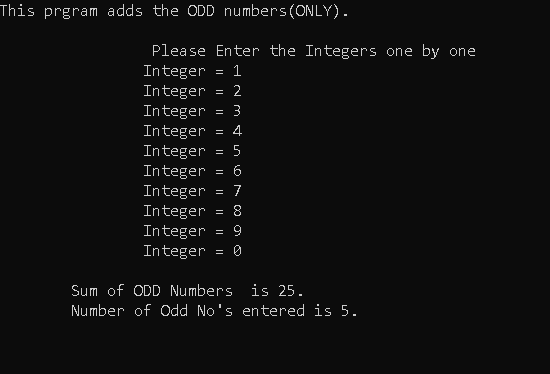 This prgram adds the ODD numbers(ONLY).
Please Enter the Integers one by one
Integer = 1
Integer = 2
Integer = 3
Integer = 4
Integer = 5
Integer = 6
Integer = 7
Integer = 8
Integer = 9
Integer = 0
Sum of ODD Numbers  is 25.
Number of Odd No's entered is 5.